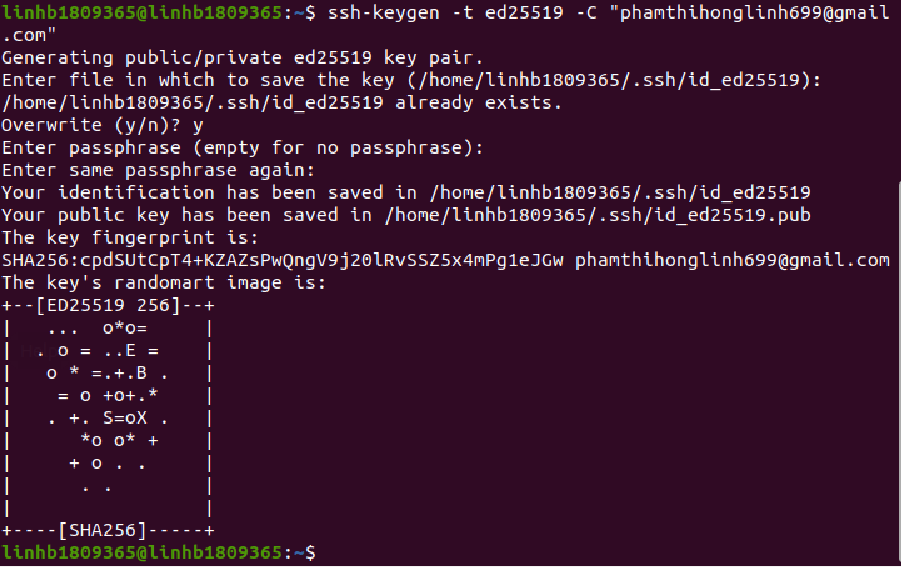 linhb1809365@linhb1809365:~$ ssh-keygen -t ed25519 -C "phamthihonglinh699@gmail
.com"
Generating public/private ed25519 key pair.
Enter file in which to save the key (/home/linhb1809365/.ssh/id_ed25519):
/home/linhb1809365/.ssh/id_ed25519 already exists.
Overwrite (y/n)? y
Enter passphrase (empty for no passphrase):
Enter same passphrase again:
Your identification has been saved in /home/linhb1809365/.ssh/id_ed25519
Your public key has been saved in /home/linhb1809365/.ssh/id_ed25519.pub
The key fingerprint is:
SHA256:cpdSUtCpT4+KZAZsPwQngV9j20lRvSSZ5x4mPg1eJGw phamthihonglinh699@gmail.com
The key's randomart image is:
+--[ED25519 256]--+
|   ...  o*o=     |
|  . o = ..E =    |
|   o * =.+.B .   |
|    = o +o+.*    |
|   . +. S=oX .   |
|      *o o* +    |
|     + o . .     |
|      . .        |
|                 |
+----[SHA256]-----+
linhb1809365@linhb1809365:~$